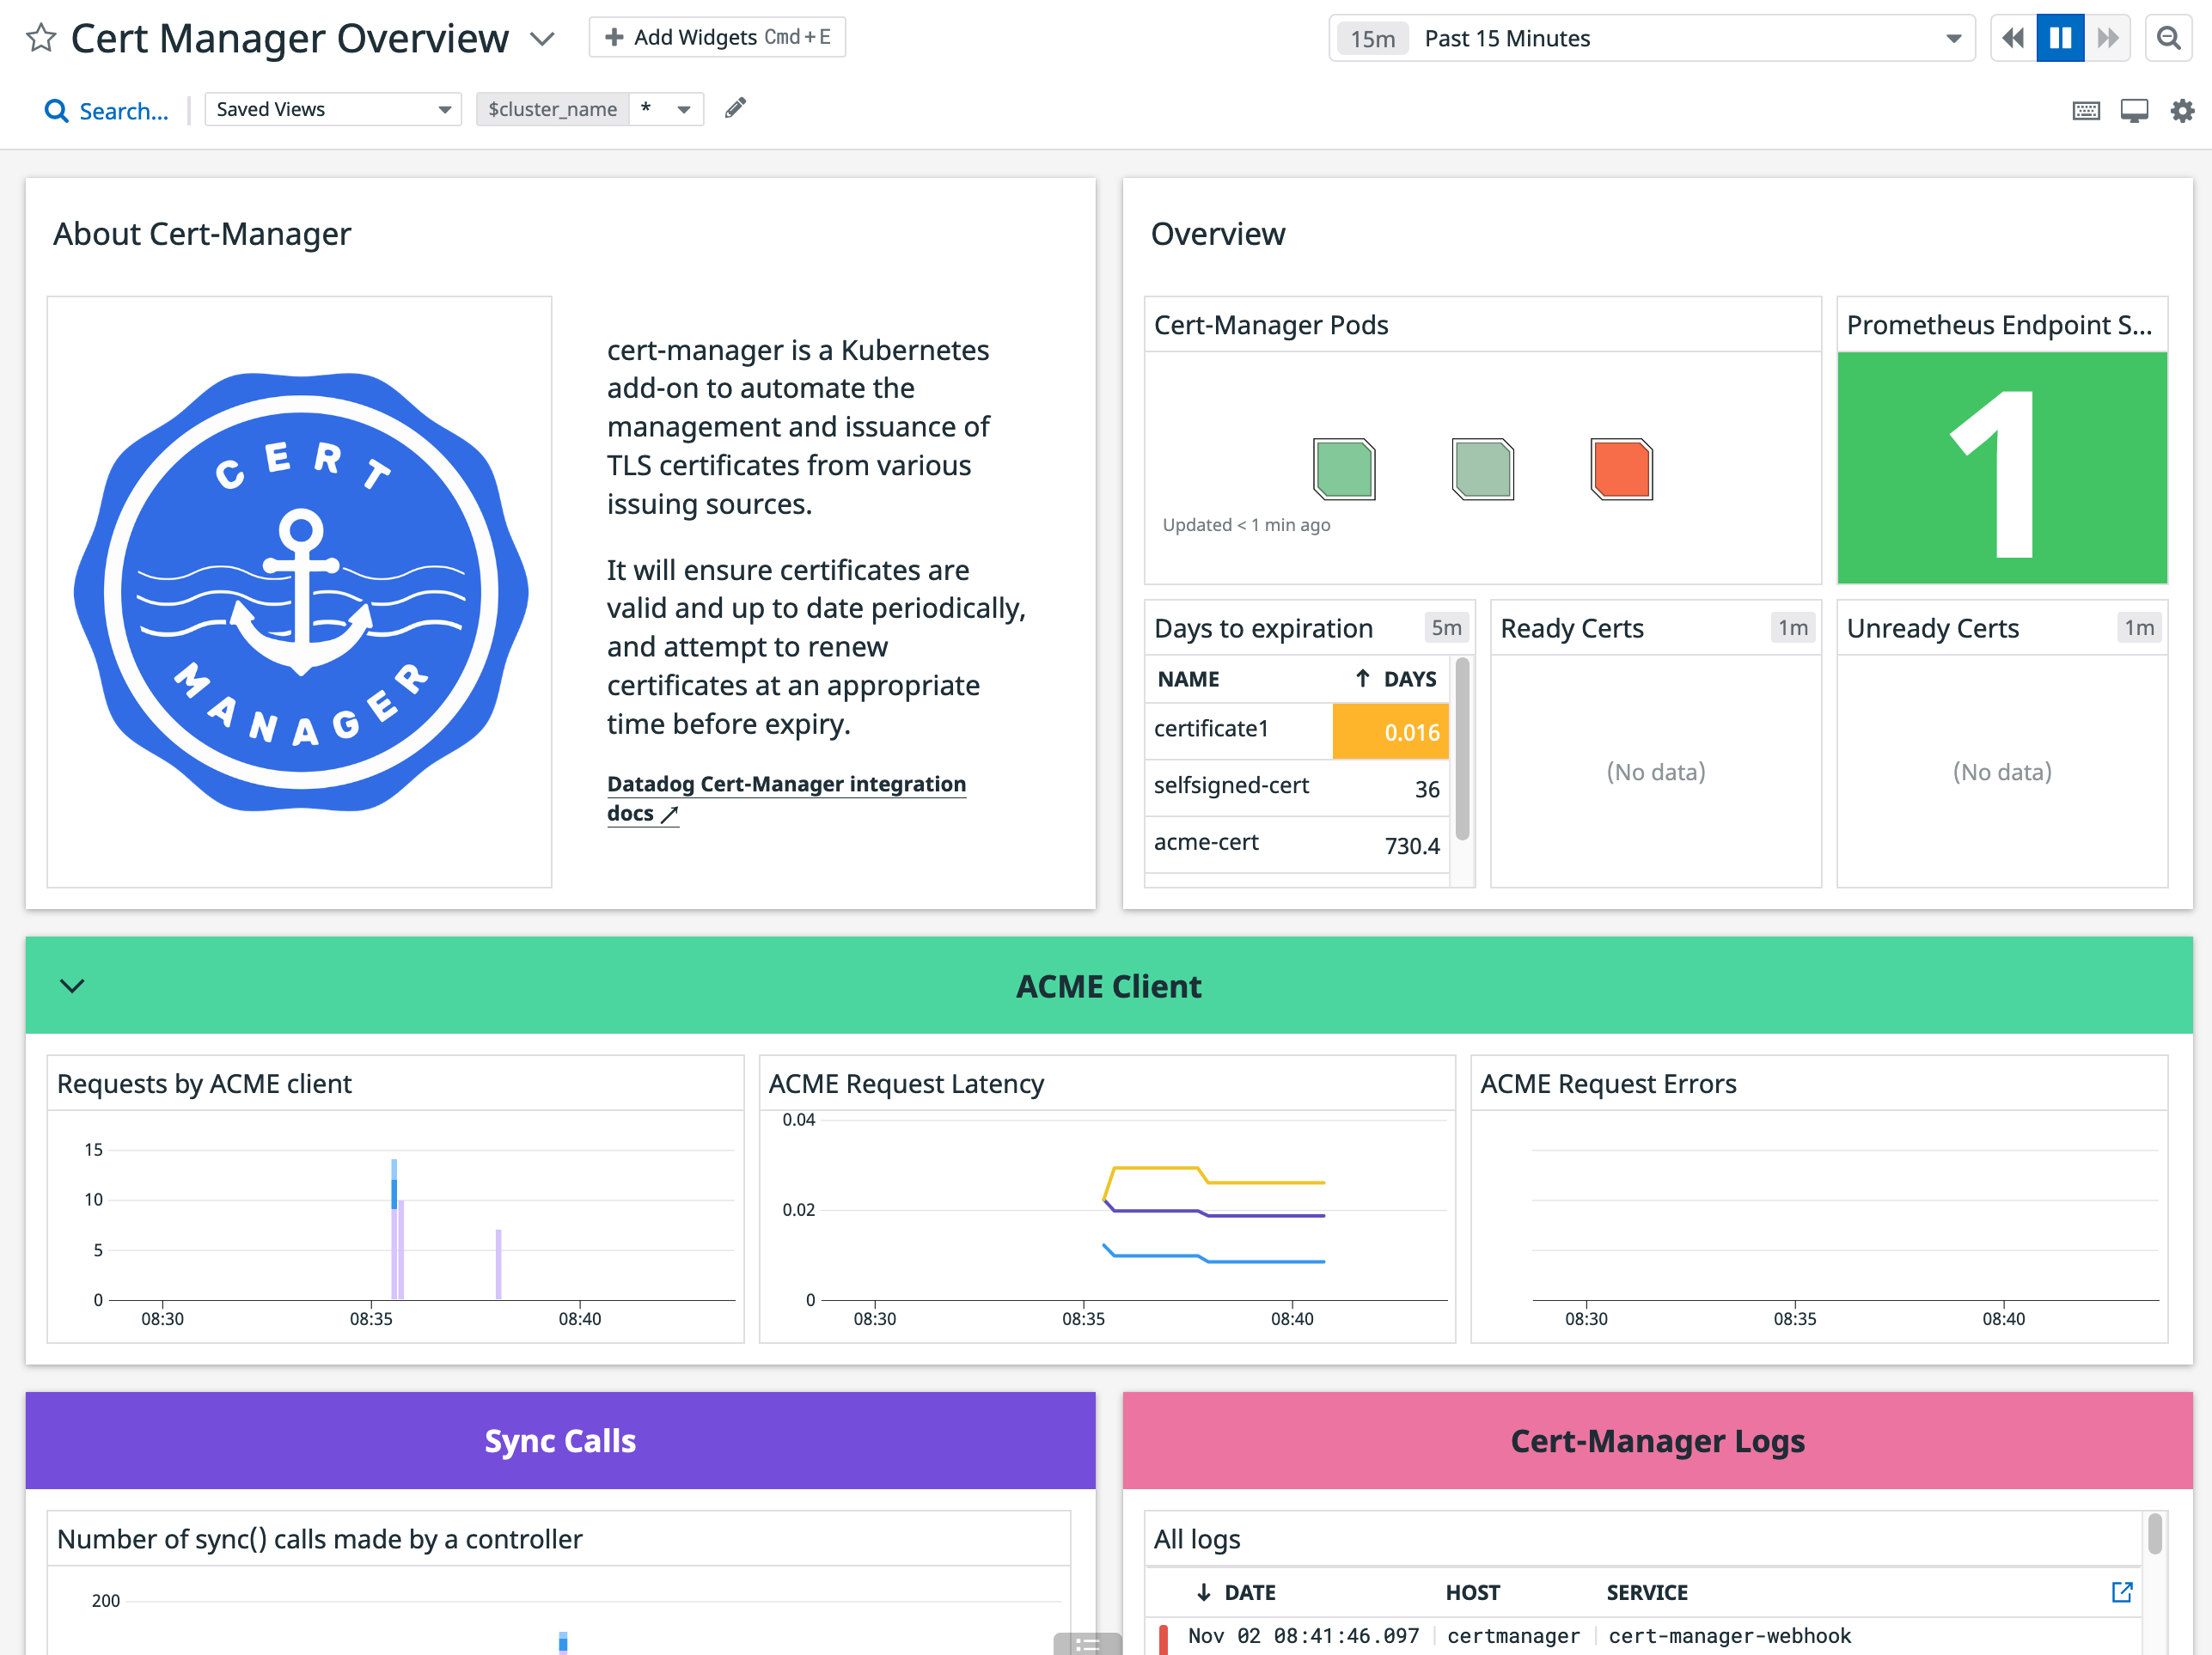 Cert Manager Overview
Add Widgets Cmd+E
15m Past 15 Minutes
Search...
Saved Views
$cluster_name *
About Cert-Manager
CERT
MANAGER
cert-manager is a Kubernetes
add-on to automate the
management and issuance of
TLS certificates from various
issuing sources.
It will ensure certificates are
valid and up to date periodically,
and attempt to renew
certificates at an appropriate
time before expiry.
Datadog Cert-Manager integration
docs
Overview
Cert-Manager Pods
Updated < 1 min ago
Prometheus Endpoint S...
1
Days to expiration 5m
NAME DAYS
certificate1 0.016
selfsigned-cert 36
acme-cert 730.4
Ready Certs 1m
(No data)
Unready Certs 1m
(No data)
ACME Client
Requests by ACME client
15
10
5
0
08:30 08:35 08:40
ACME Request Latency
0.04
0.02
0
08:30 08:35 08:40
ACME Request Errors
08:30 08:35 08:40
Sync Calls
Number of sync() calls made by a controller
200
Cert-Manager Logs
All logs
DATE HOST SERVICE
Nov 02 08:41:46.097 certmanager cert-manager-webhook